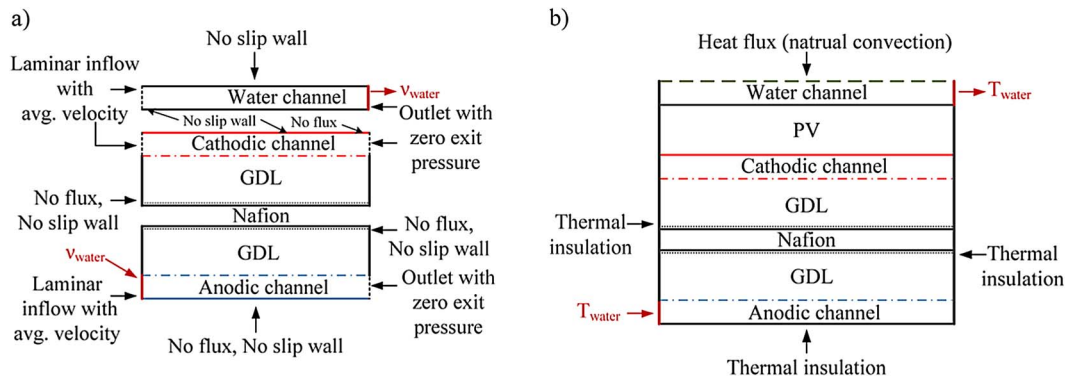 a)
No slip wall
Laminar inflow
with
avg. velocity
Water channel
νwater
Outlet with
zero exit
pressure
No slip wall
No flux
Cathodic channel
GDL
No flux,
No slip wall
Nafion
No flux,
No slip wall
νwater
GDL
Laminar
inflow with
avg. velocity
Anodic channel
Outlet with
zero exit
pressure
No flux, No slip wall
b)
Heat flux (natrual convection)
Water channel
Twater
PV
Cathodic channel
GDL
Thermal
insulation
Nafion
Thermal
insulation
GDL
Twater
Anodic channel
Thermal insulation